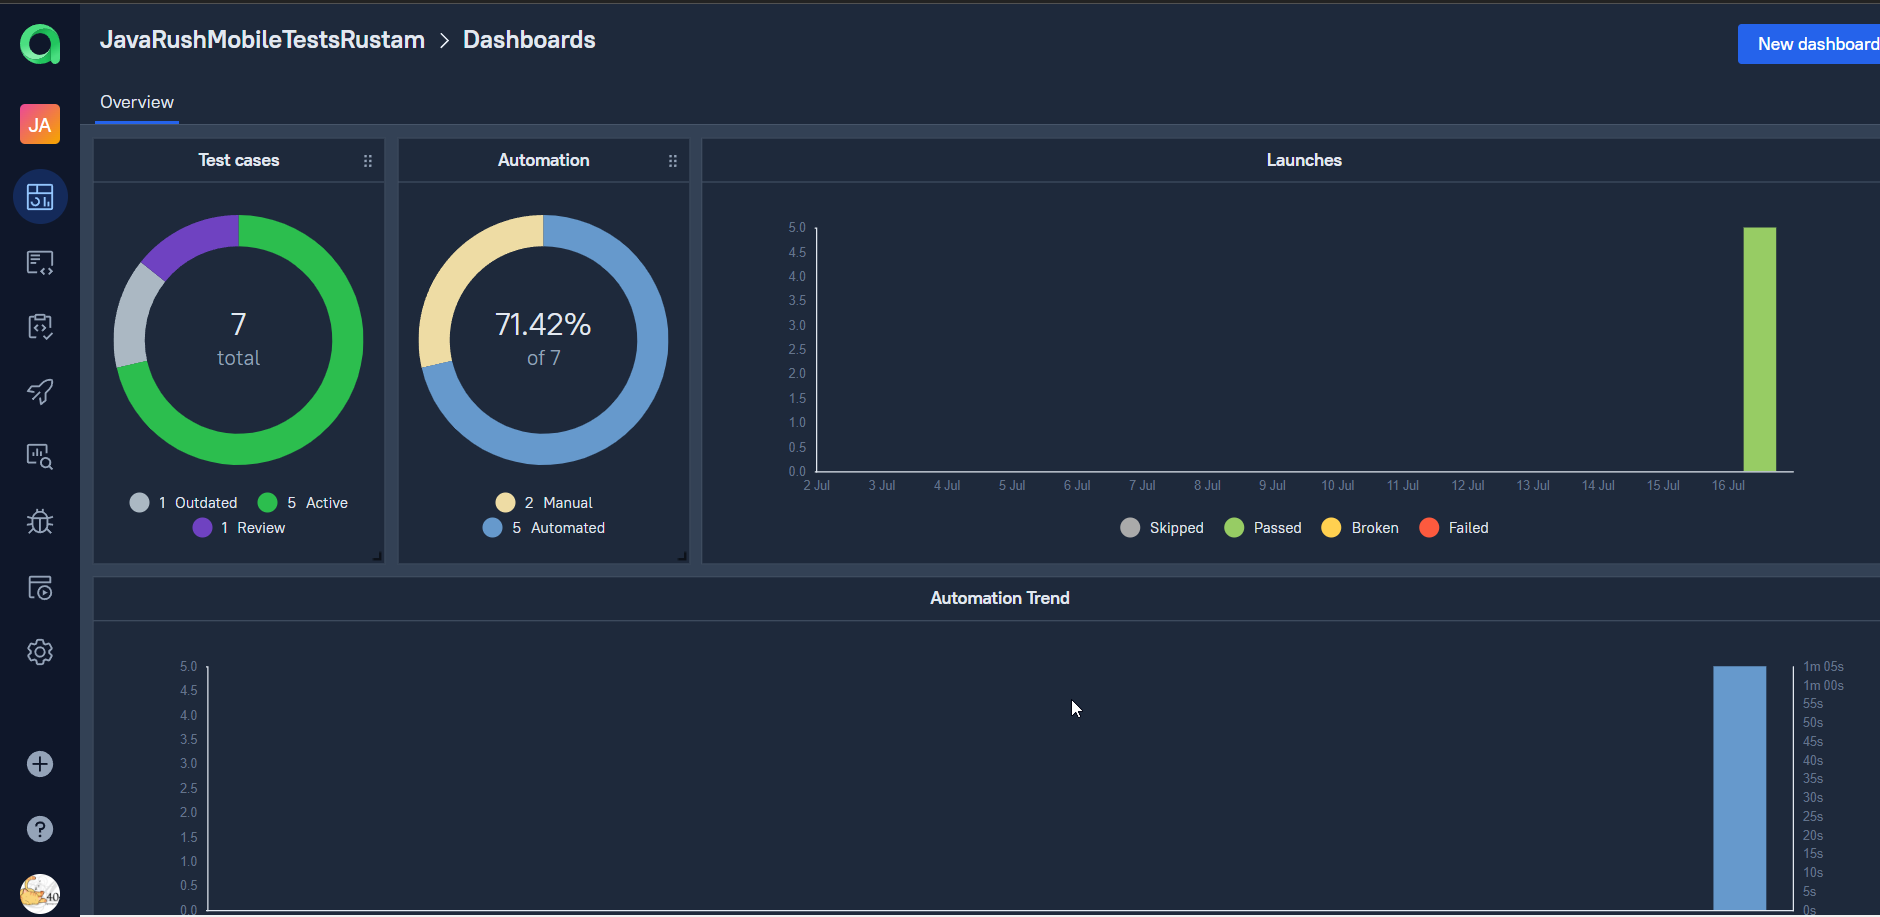 JavaRushMobileTestsRustam > Dashboards
New dashboard
JA
Overview
Test cases
7
total
1 Outdated
5 Active
1 Review
Automation
71.42%
of 7
2 Manual
5 Automated
Launches
5.0
4.5
4.0
3.5
3.0
2.5
2.0
1.5
1.0
0.5
0.0
2 Jul 3 Jul 4 Jul 5 Jul 6 Jul 7 Jul 8 Jul 9 Jul 10 Jul 11 Jul 12 Jul 13 Jul 14 Jul 15 Jul 16 Jul
Skipped Passed Broken Failed
Automation Trend
5.0
4.5
4.0
3.5
3.0
2.5
2.0
1.5
1.0
0.5
0.0
1m 05s
1m 00s
55s
50s
45s
40s
35s
30s
25s
20s
15s
10s
5s
0s
?
40